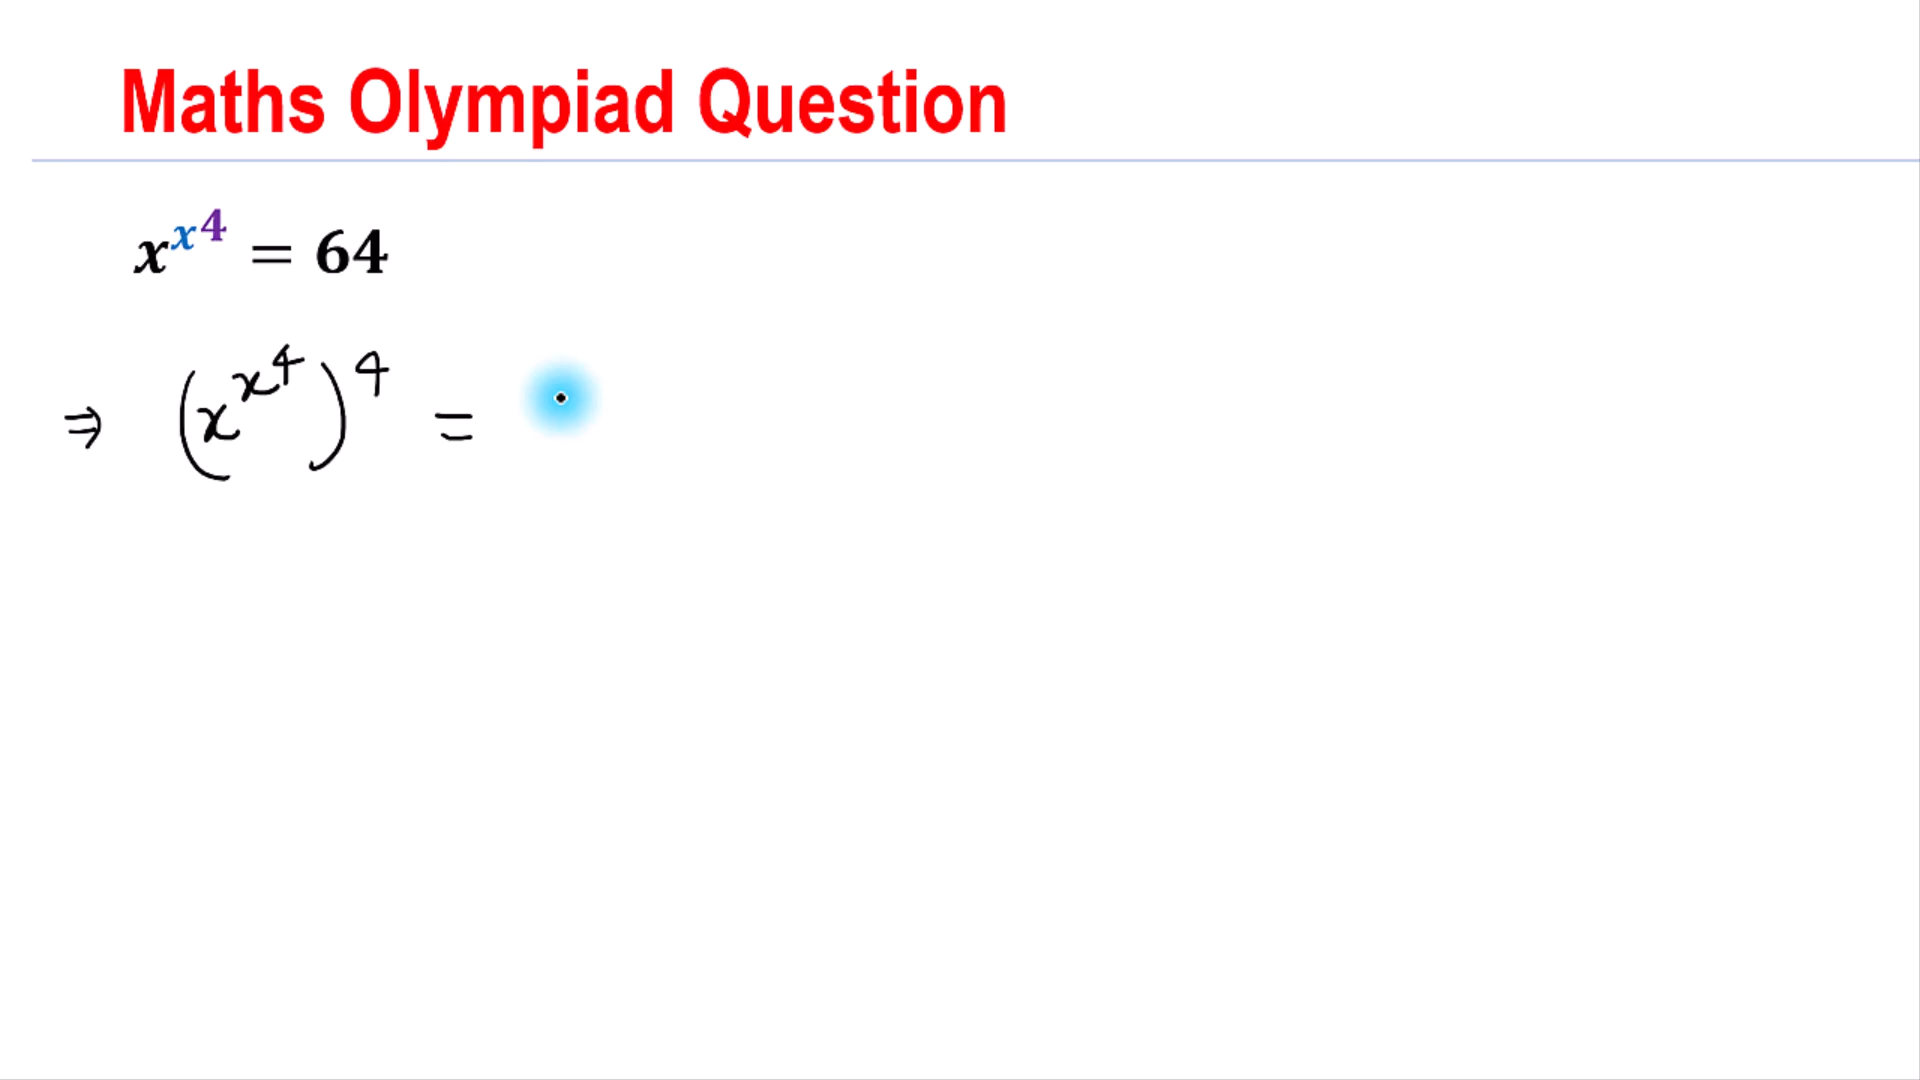 Maths Olympiad Question
x^{x^4} = 64
⇒ (x^{x^4})^4 =